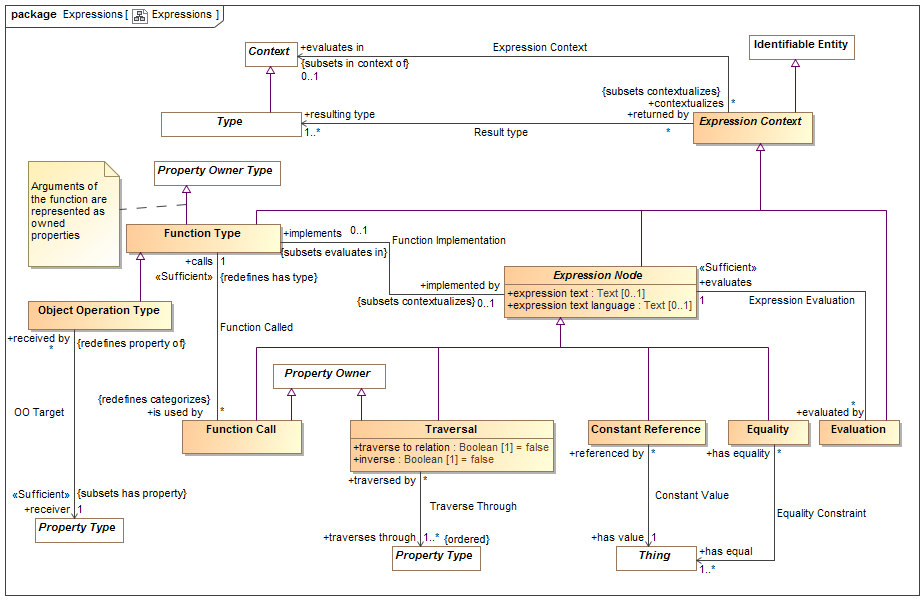 package Expressions [ Expressions ]
Context
+evaluates in
Expression Context
Identifiable Entity
{subsets in context of}
0..1
{subsets contextualizes}
+contextualizes *
Type
+resulting type
+returned by
Expression Context
1..*
Result type
*
Property Owner Type
Arguments of
the function are
represented as
owned
properties
Function Type
+implements 0..1
Function Implementation
{subsets evaluates in}
+calls 1
«Sufficient» {redefines has type}
Expression Node
«Sufficient»
+evaluates
+implemented by
+expression text : Text [0..1]
{subsets contextualizes} 0..1
+expression text language : Text [0..1]
1
Expression Evaluation
Object Operation Type
Function Called
+received by
*
{redefines property of}
Property Owner
{redefines categorizes}
+is used by *
OO Target
*
+evaluated by
Function Call
Traversal
Constant Reference
Equality
Evaluation
+traverse to relation : Boolean [1] = false
+inverse : Boolean [1] = false
+referenced by *
+has equality *
+traversed by *
«Sufficient» {subsets has property}
+receiver 1
Constant Value
Traverse Through
Equality Constraint
Property Type
+traverses through 1..* {ordered}
+has value 1
Property Type
Thing
+has equal
1..*